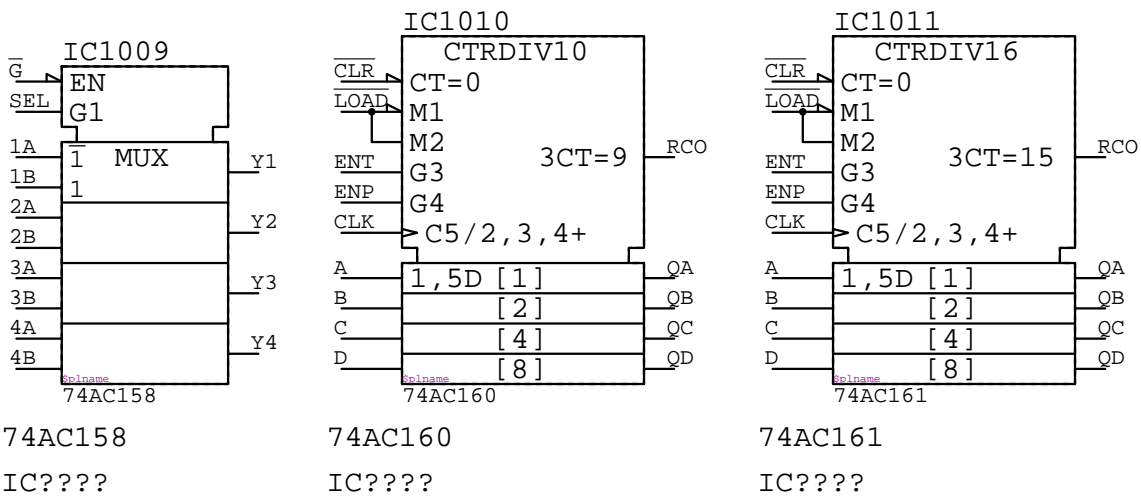 IC1009
G
SEL
EN
G1
1A
1B
2A
2B
3A
3B
4A
4B
1
MUX
1
Y1
Y2
Y3
Y4
$plname
74AC158
74AC158
IC????
IC1010
CTRDIV10
CLR
LOAD
ENT
ENP
CLK
CT=0
M1
M2
G3
G4
C5/2,3,4+
3CT=9
RCO
A
B
C
D
1,5D [1]
[2]
[4]
[8]
QA
QB
QC
QD
$plname
74AC160
74AC160
IC????
IC1011
CTRDIV16
CLR
LOAD
ENT
ENP
CLK
CT=0
M1
M2
G3
G4
C5/2,3,4+
3CT=15
RCO
A
B
C
D
1,5D [1]
[2]
[4]
[8]
QA
QB
QC
QD
$plname
74AC161
74AC161
IC????